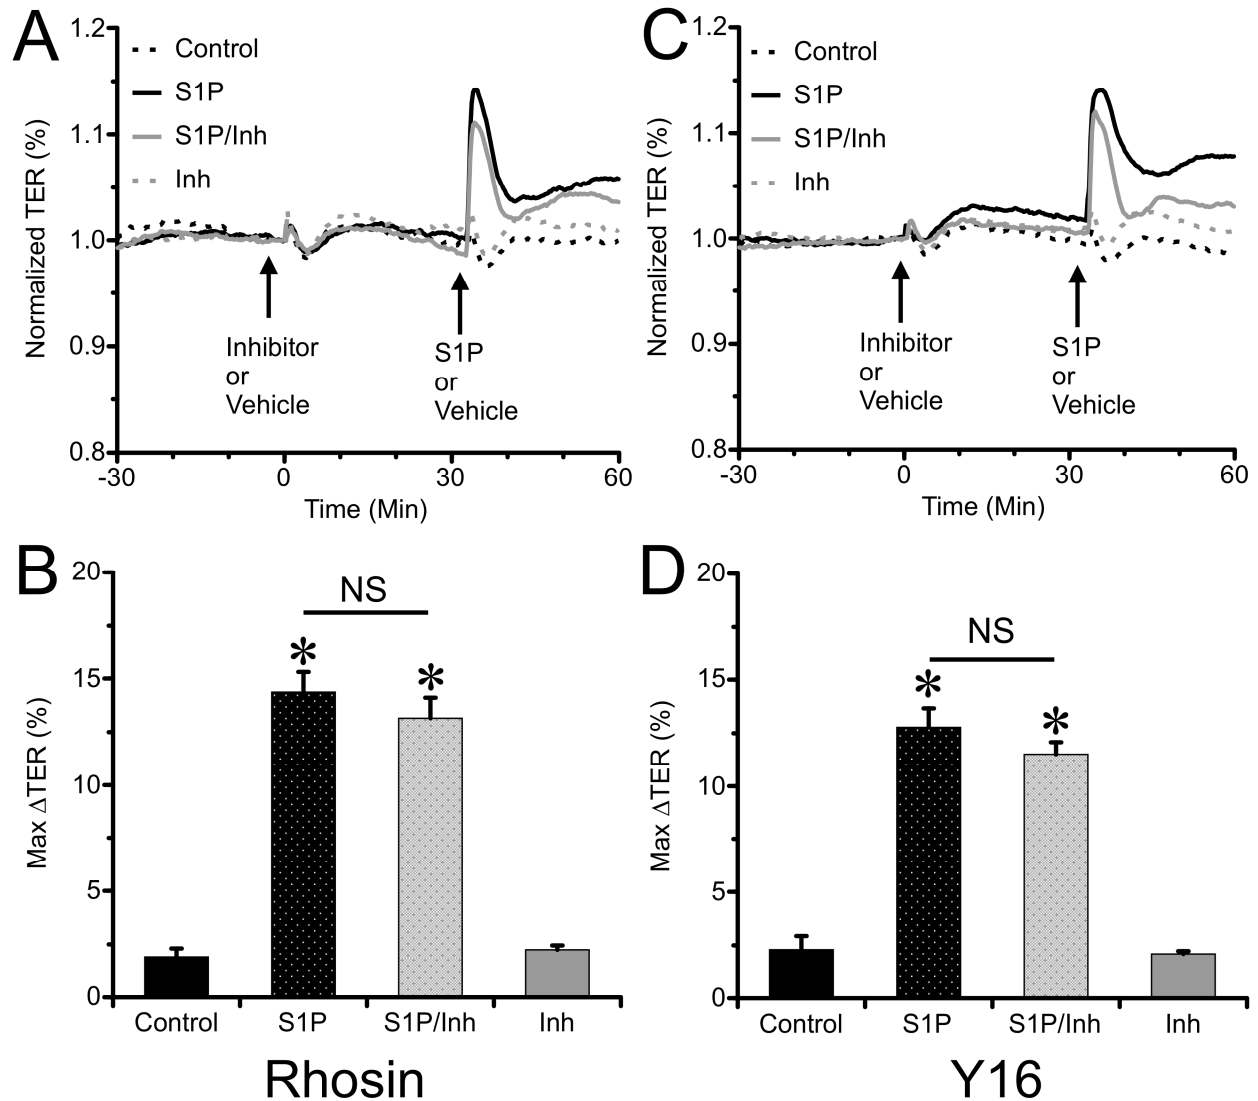 A
1.2
1.1
1.0
0.9
0.8
Normalized TER (%)
Control
S1P
S1P/Inh
Inh
Inhibitor
or
Vehicle
S1P
or
Vehicle
-30
0
30
60
Time (Min)
C
1.2
1.1
1.0
0.9
0.8
Normalized TER (%)
Control
S1P
S1P/Inh
Inh
Inhibitor
or
Vehicle
S1P
or
Vehicle
-30
0
30
60
Time (Min)
B
20
15
10
5
0
Max ΔTER (%)
NS
*
*
Control
S1P
S1P/Inh
Inh
Rhosin
D
20
15
10
5
0
Max ΔTER (%)
NS
*
*
Control
S1P
S1P/Inh
Inh
Y16